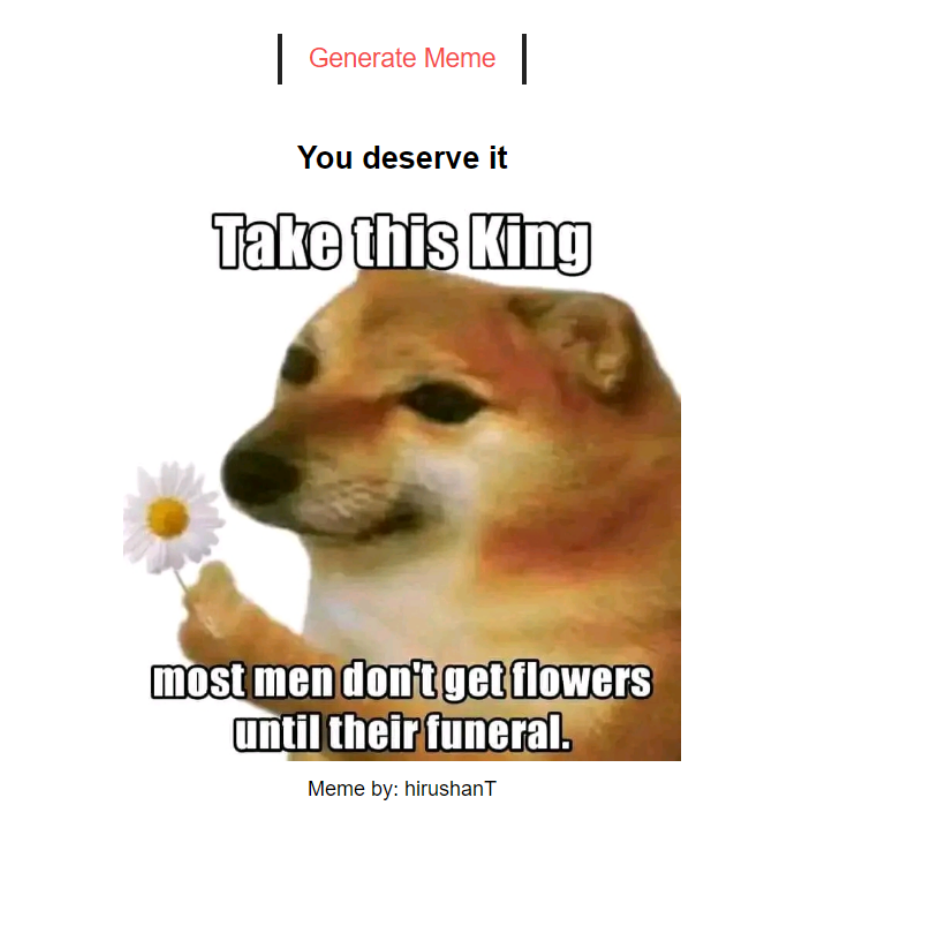 Generate Meme
You deserve it
Take this King
most men don't get flowers
until their funeral.
Meme by: hirushanT